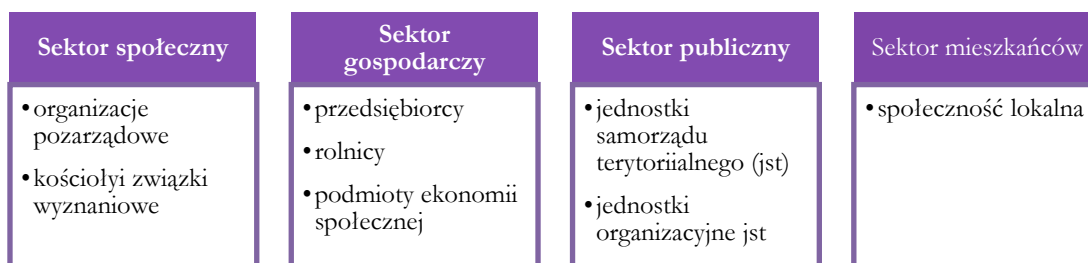 Sektor społeczny
• organizacje
pozarządowe
• kościołyi związki
wyznaniowe
Sektor
gospodarczy
• przedsiębiorcy
• rolnicy
• podmioty ekonomii
społecznej
Sektor publiczny
• jednostki
samorządu
terytoriialnego (jst)
• jednostki
organizacyjne jst
Sektor mieszkańców
• społeczność lokalna